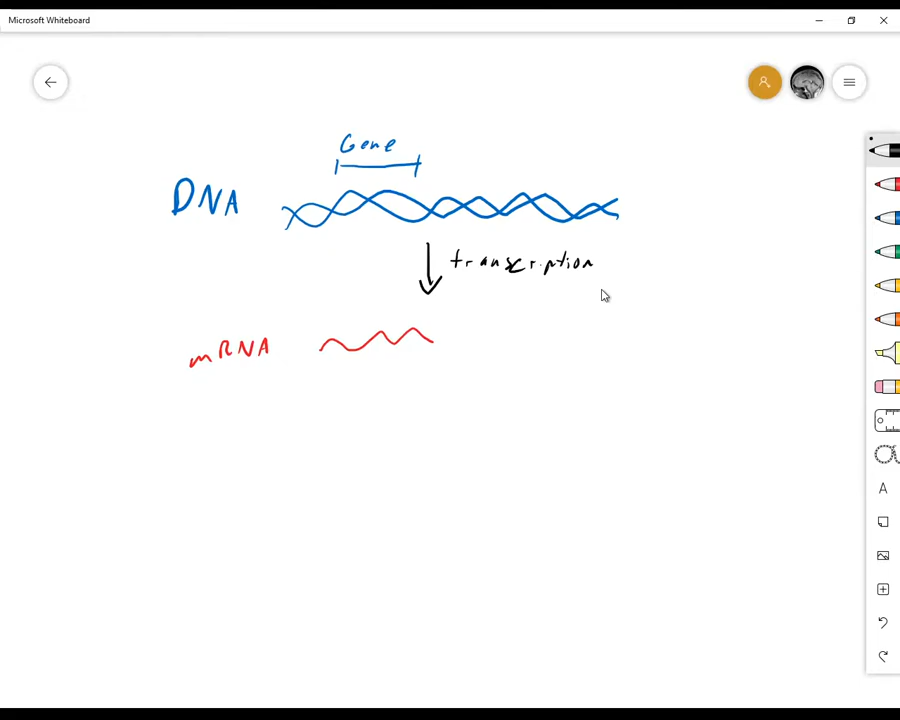 Microsoft Whiteboard
Gene
DNA
transcription
mRNA
A